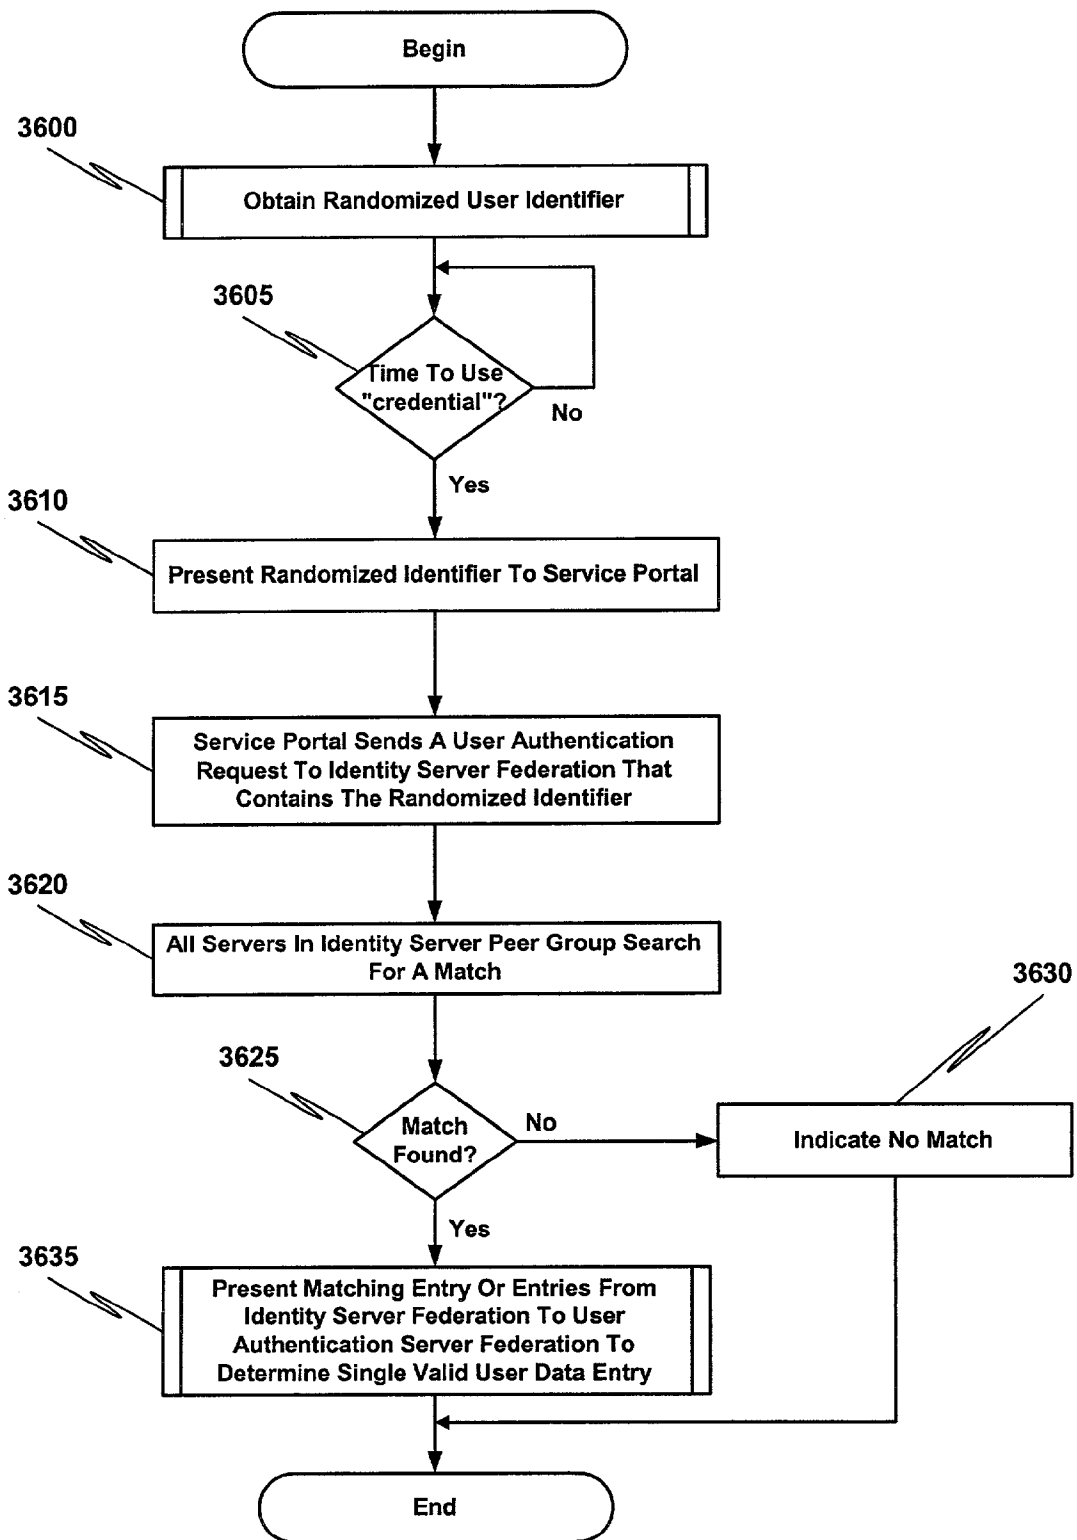 Begin
3600
Obtain Randomized User Identifier
3605
Time To Use
"credential"?
No
Yes
3610
Present Randomized Identifier To Service Portal
3615
Service Portal Sends A User Authentication
Request To Identity Server Federation That
Contains The Randomized Identifier
3620
All Servers In Identity Server Peer Group Search
For A Match
3630
3625
Match
Found?
No
Indicate No Match
Yes
3635
Present Matching Entry Or Entries From
Identity Server Federation To User
Authentication Server Federation To
Determine Single Valid User Data Entry
End